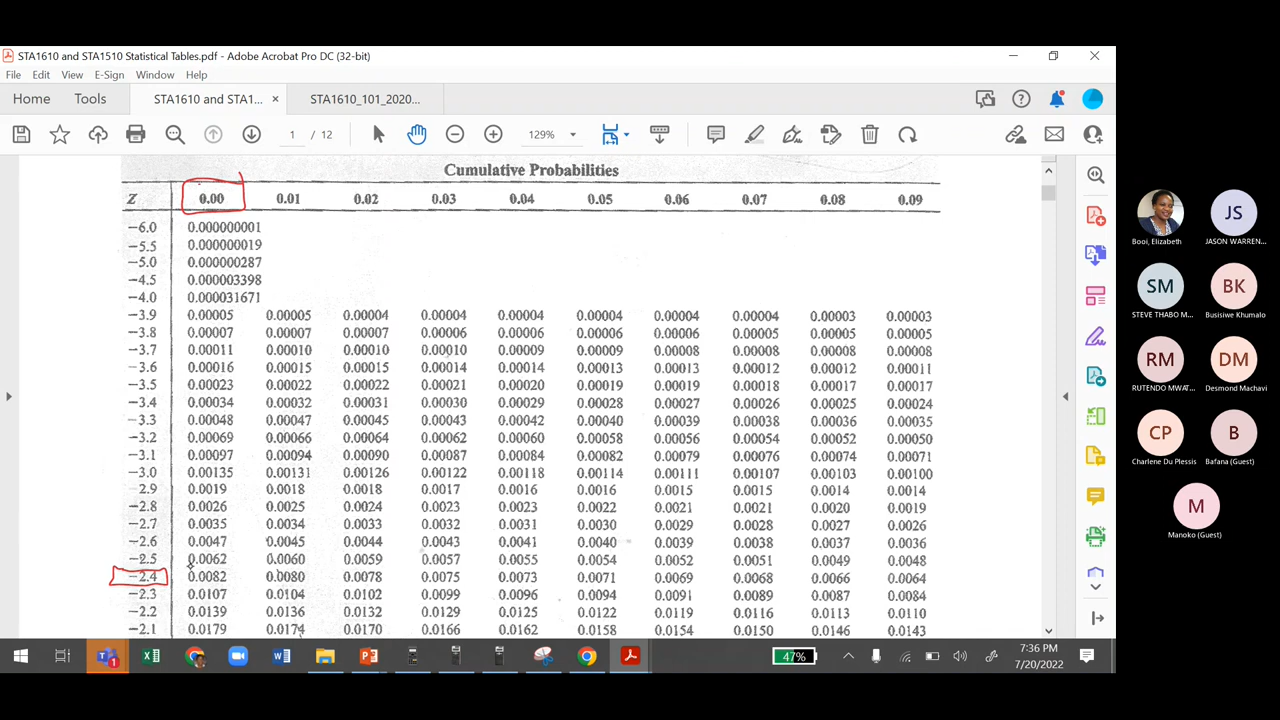 STA1610 and STA1510 Statistical Tables.pdf - Adobe Acrobat Pro DC (32-bit)
File Edit View E-Sign Window Help
Home Tools STA1610 and STA1... × STA1610_101_2020...
1 / 12 129%
Cumulative Probabilities
Z 0.00 0.01 0.02 0.03 0.04 0.05 0.06 0.07 0.08 0.09
−6.0 0.000000001
−5.5 0.000000019
−5.0 0.000000287
−4.5 0.000003398
−4.0 0.000031671
−3.9 0.00005 0.00005 0.00004 0.00004 0.00004 0.00004 0.00004 0.00004 0.00003 0.00003
−3.8 0.00007 0.00007 0.00007 0.00006 0.00006 0.00006 0.00006 0.00005 0.00005 0.00005
−3.7 0.00011 0.00010 0.00010 0.00010 0.00009 0.00009 0.00008 0.00008 0.00008 0.00008
−3.6 0.00016 0.00015 0.00015 0.00014 0.00014 0.00013 0.00013 0.00012 0.00012 0.00011
−3.5 0.00023 0.00022 0.00022 0.00021 0.00020 0.00019 0.00019 0.00018 0.00017 0.00017
−3.4 0.00034 0.00032 0.00031 0.00030 0.00029 0.00028 0.00027 0.00026 0.00025 0.00024
−3.3 0.00048 0.00047 0.00045 0.00043 0.00042 0.00040 0.00039 0.00038 0.00036 0.00035
−3.2 0.00069 0.00066 0.00064 0.00062 0.00060 0.00058 0.00056 0.00054 0.00052 0.00050
−3.1 0.00097 0.00094 0.00090 0.00087 0.00084 0.00082 0.00079 0.00076 0.00074 0.00071
−3.0 0.00135 0.00131 0.00126 0.00122 0.00118 0.00114 0.00111 0.00107 0.00103 0.00100
−2.9 0.0019 0.0018 0.0018 0.0017 0.0016 0.0016 0.0015 0.0015 0.0014 0.0014
−2.8 0.0026 0.0025 0.0024 0.0023 0.0023 0.0022 0.0021 0.0021 0.0020 0.0019
−2.7 0.0035 0.0034 0.0033 0.0032 0.0031 0.0030 0.0029 0.0028 0.0027 0.0026
−2.6 0.0047 0.0045 0.0044 0.0043 0.0041 0.0040 0.0039 0.0038 0.0037 0.0036
−2.5 0.0062 0.0060 0.0059 0.0057 0.0055 0.0054 0.0052 0.0051 0.0049 0.0048
−2.4 0.0082 0.0080 0.0078 0.0075 0.0073 0.0071 0.0069 0.0068 0.0066 0.0064
−2.3 0.0107 0.0104 0.0102 0.0099 0.0096 0.0094 0.0091 0.0089 0.0087 0.0084
−2.2 0.0139 0.0136 0.0132 0.0129 0.0125 0.0122 0.0119 0.0116 0.0113 0.0110
−2.1 0.0179 0.0174 0.0170 0.0166 0.0162 0.0158 0.0154 0.0150 0.0146 0.0143
47% 7:36 PM
7/20/2022
JS
Booi, Elizabeth JASON WARREN...
SM BK
STEVE THABO M... Busisiwe Khumalo
RM DM
RUTENDO MWAT... Desmond Machavi
CP B
Charlene Du Plessis Bafana (Guest)
M
Manoko (Guest)